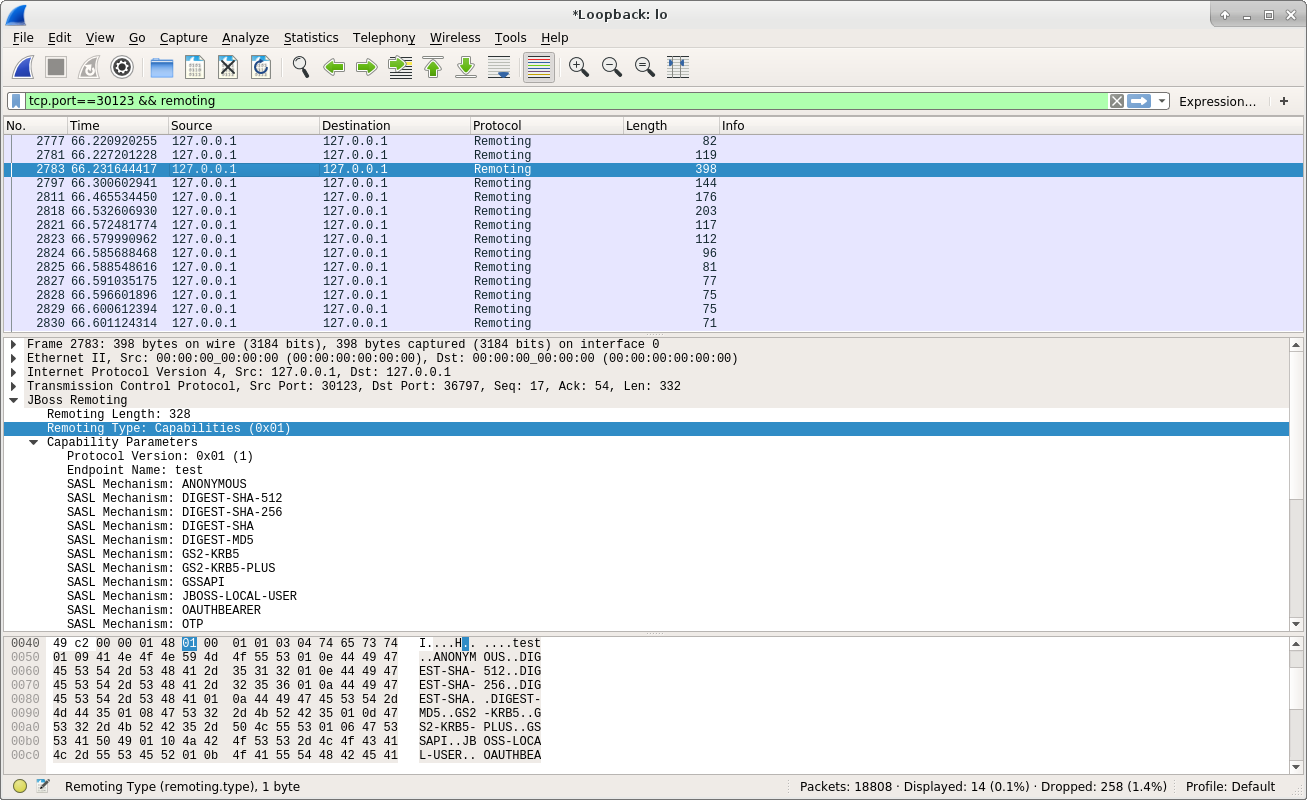 *Loopback: lo
File Edit View Go Capture Analyze Statistics Telephony Wireless Tools Help
tcp.port==30123 && remoting Expression… +
No. Time Source Destination Protocol Length Info
2777 66.220920255 127.0.0.1 127.0.0.1 Remoting 82
2781 66.227201228 127.0.0.1 127.0.0.1 Remoting 119
2783 66.231644417 127.0.0.1 127.0.0.1 Remoting 398
2797 66.300602941 127.0.0.1 127.0.0.1 Remoting 144
2811 66.465534450 127.0.0.1 127.0.0.1 Remoting 176
2818 66.532606930 127.0.0.1 127.0.0.1 Remoting 203
2821 66.572481774 127.0.0.1 127.0.0.1 Remoting 117
2823 66.579990962 127.0.0.1 127.0.0.1 Remoting 112
2824 66.585688468 127.0.0.1 127.0.0.1 Remoting 96
2825 66.588548616 127.0.0.1 127.0.0.1 Remoting 81
2827 66.591035175 127.0.0.1 127.0.0.1 Remoting 77
2828 66.596601896 127.0.0.1 127.0.0.1 Remoting 75
2829 66.600612394 127.0.0.1 127.0.0.1 Remoting 75
2830 66.601124314 127.0.0.1 127.0.0.1 Remoting 71
Frame 2783: 398 bytes on wire (3184 bits), 398 bytes captured (3184 bits) on interface 0
Ethernet II, Src: 00:00:00_00:00:00 (00:00:00:00:00:00), Dst: 00:00:00_00:00:00 (00:00:00:00:00:00)
Internet Protocol Version 4, Src: 127.0.0.1, Dst: 127.0.0.1
Transmission Control Protocol, Src Port: 30123, Dst Port: 36797, Seq: 17, Ack: 54, Len: 332
JBoss Remoting
Remoting Length: 328
Remoting Type: Capabilities (0x01)
Capability Parameters
Protocol Version: 0x01 (1)
Endpoint Name: test
SASL Mechanism: ANONYMOUS
SASL Mechanism: DIGEST-SHA-512
SASL Mechanism: DIGEST-SHA-256
SASL Mechanism: DIGEST-SHA
SASL Mechanism: DIGEST-MD5
SASL Mechanism: GS2-KRB5
SASL Mechanism: GS2-KRB5-PLUS
SASL Mechanism: GSSAPI
SASL Mechanism: JBOSS-LOCAL-USER
SASL Mechanism: OAUTHBEARER
SASL Mechanism: OTP
0040 49 c2 00 00 01 48 01 00 01 01 03 04 74 65 73 74 I....H.. ....test
0050 01 09 41 4e 4f 4e 59 4d 4f 55 53 01 0e 44 49 47 ..ANONYM OUS..DIG
0060 45 53 54 2d 53 48 41 2d 35 31 32 01 0e 44 49 47 EST-SHA- 512..DIG
0070 45 53 54 2d 53 48 41 2d 32 35 36 01 0a 44 49 47 EST-SHA- 256..DIG
0080 45 53 54 2d 53 48 41 01 0a 44 49 47 45 53 54 2d EST-SHA. .DIGEST-
0090 4d 44 35 01 08 47 53 32 2d 4b 52 42 35 01 0d 47 MD5..GS2 -KRB5..G
00a0 53 32 2d 4b 52 42 35 2d 50 4c 55 53 01 06 47 53 S2-KRB5- PLUS..GS
00b0 53 41 50 49 01 10 4a 42 4f 53 53 2d 4c 4f 43 41 SAPI..JB OSS-LOCA
00c0 4c 2d 55 53 45 52 01 0b 4f 41 55 54 48 42 45 41 L-USER.. OAUTHBEA
Remoting Type (remoting.type), 1 byte Packets: 18808 · Displayed: 14 (0.1%) · Dropped: 258 (1.4%) Profile: Default